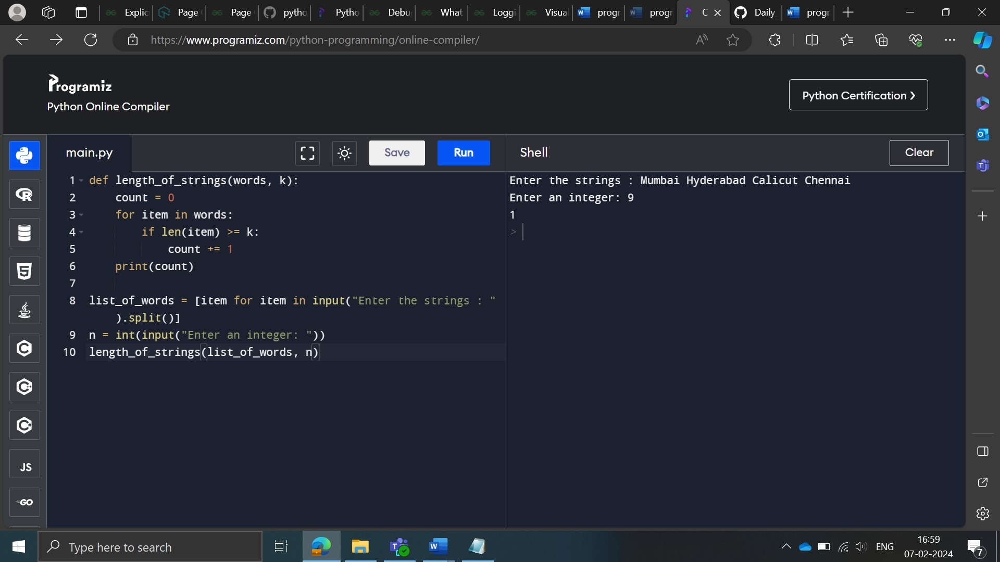 Explic
Page
Page
pytho
Pytho
Debu
What
Loggi
Visual
progr
progr
C
Daily_
progr
https://www.programiz.com/python-programming/online-compiler/
Programiz
Python Online Compiler
Python Certification ❯
main.py
Save
Run
Shell
Clear
1 def length_of_strings(words, k):
2 count = 0
3 for item in words:
4 if len(item) >= k:
5 count += 1
6 print(count)
7
8 list_of_words = [item for item in input("Enter the strings : "
).split()]
9 n = int(input("Enter an integer: "))
10 length_of_strings(list_of_words, n)
Enter the strings : Mumbai Hyderabad Calicut Chennai
Enter an integer: 9
1
>
JS
GO
Type here to search
ENG
16:59
07-02-2024
7